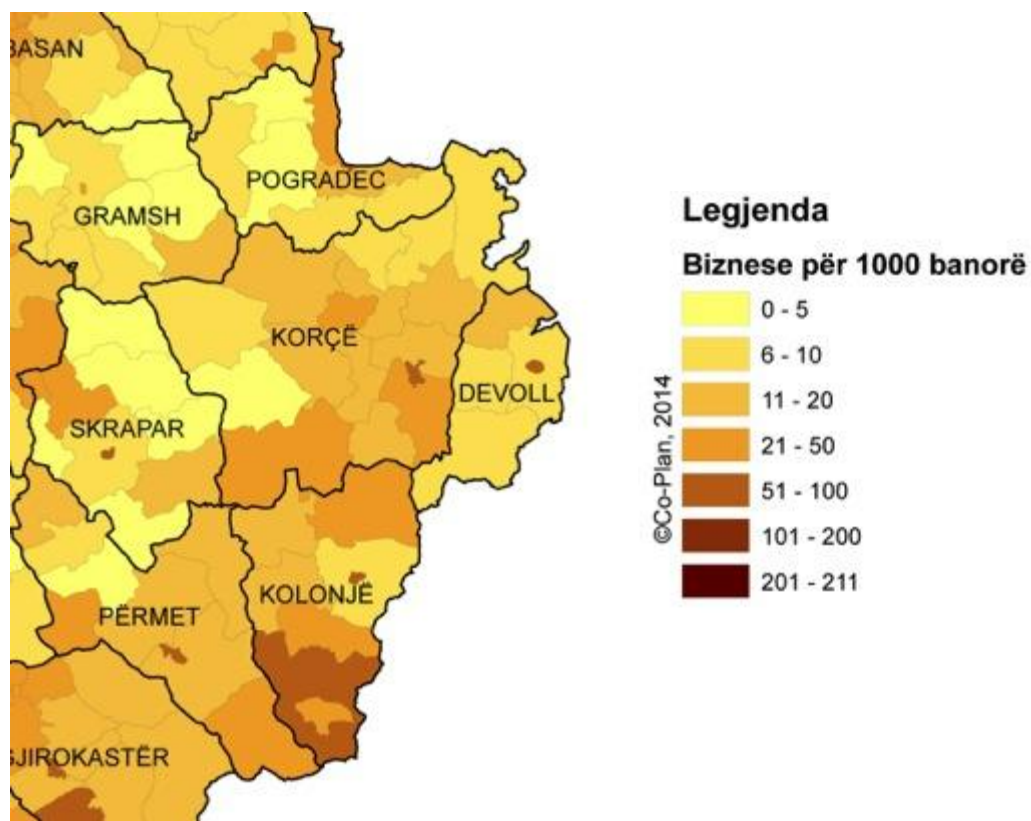 BASAN
POGRADEC
GRAMSH
KORÇË
DEVOLL
SKRAPAR
KOLONJË
PËRMET
GJIROKASTËR
Legjenda
Biznese për 1000 banorë
0 - 5
6 - 10
11 - 20
21 - 50
51 - 100
101 - 200
201 - 211
©Co-Plan, 2014